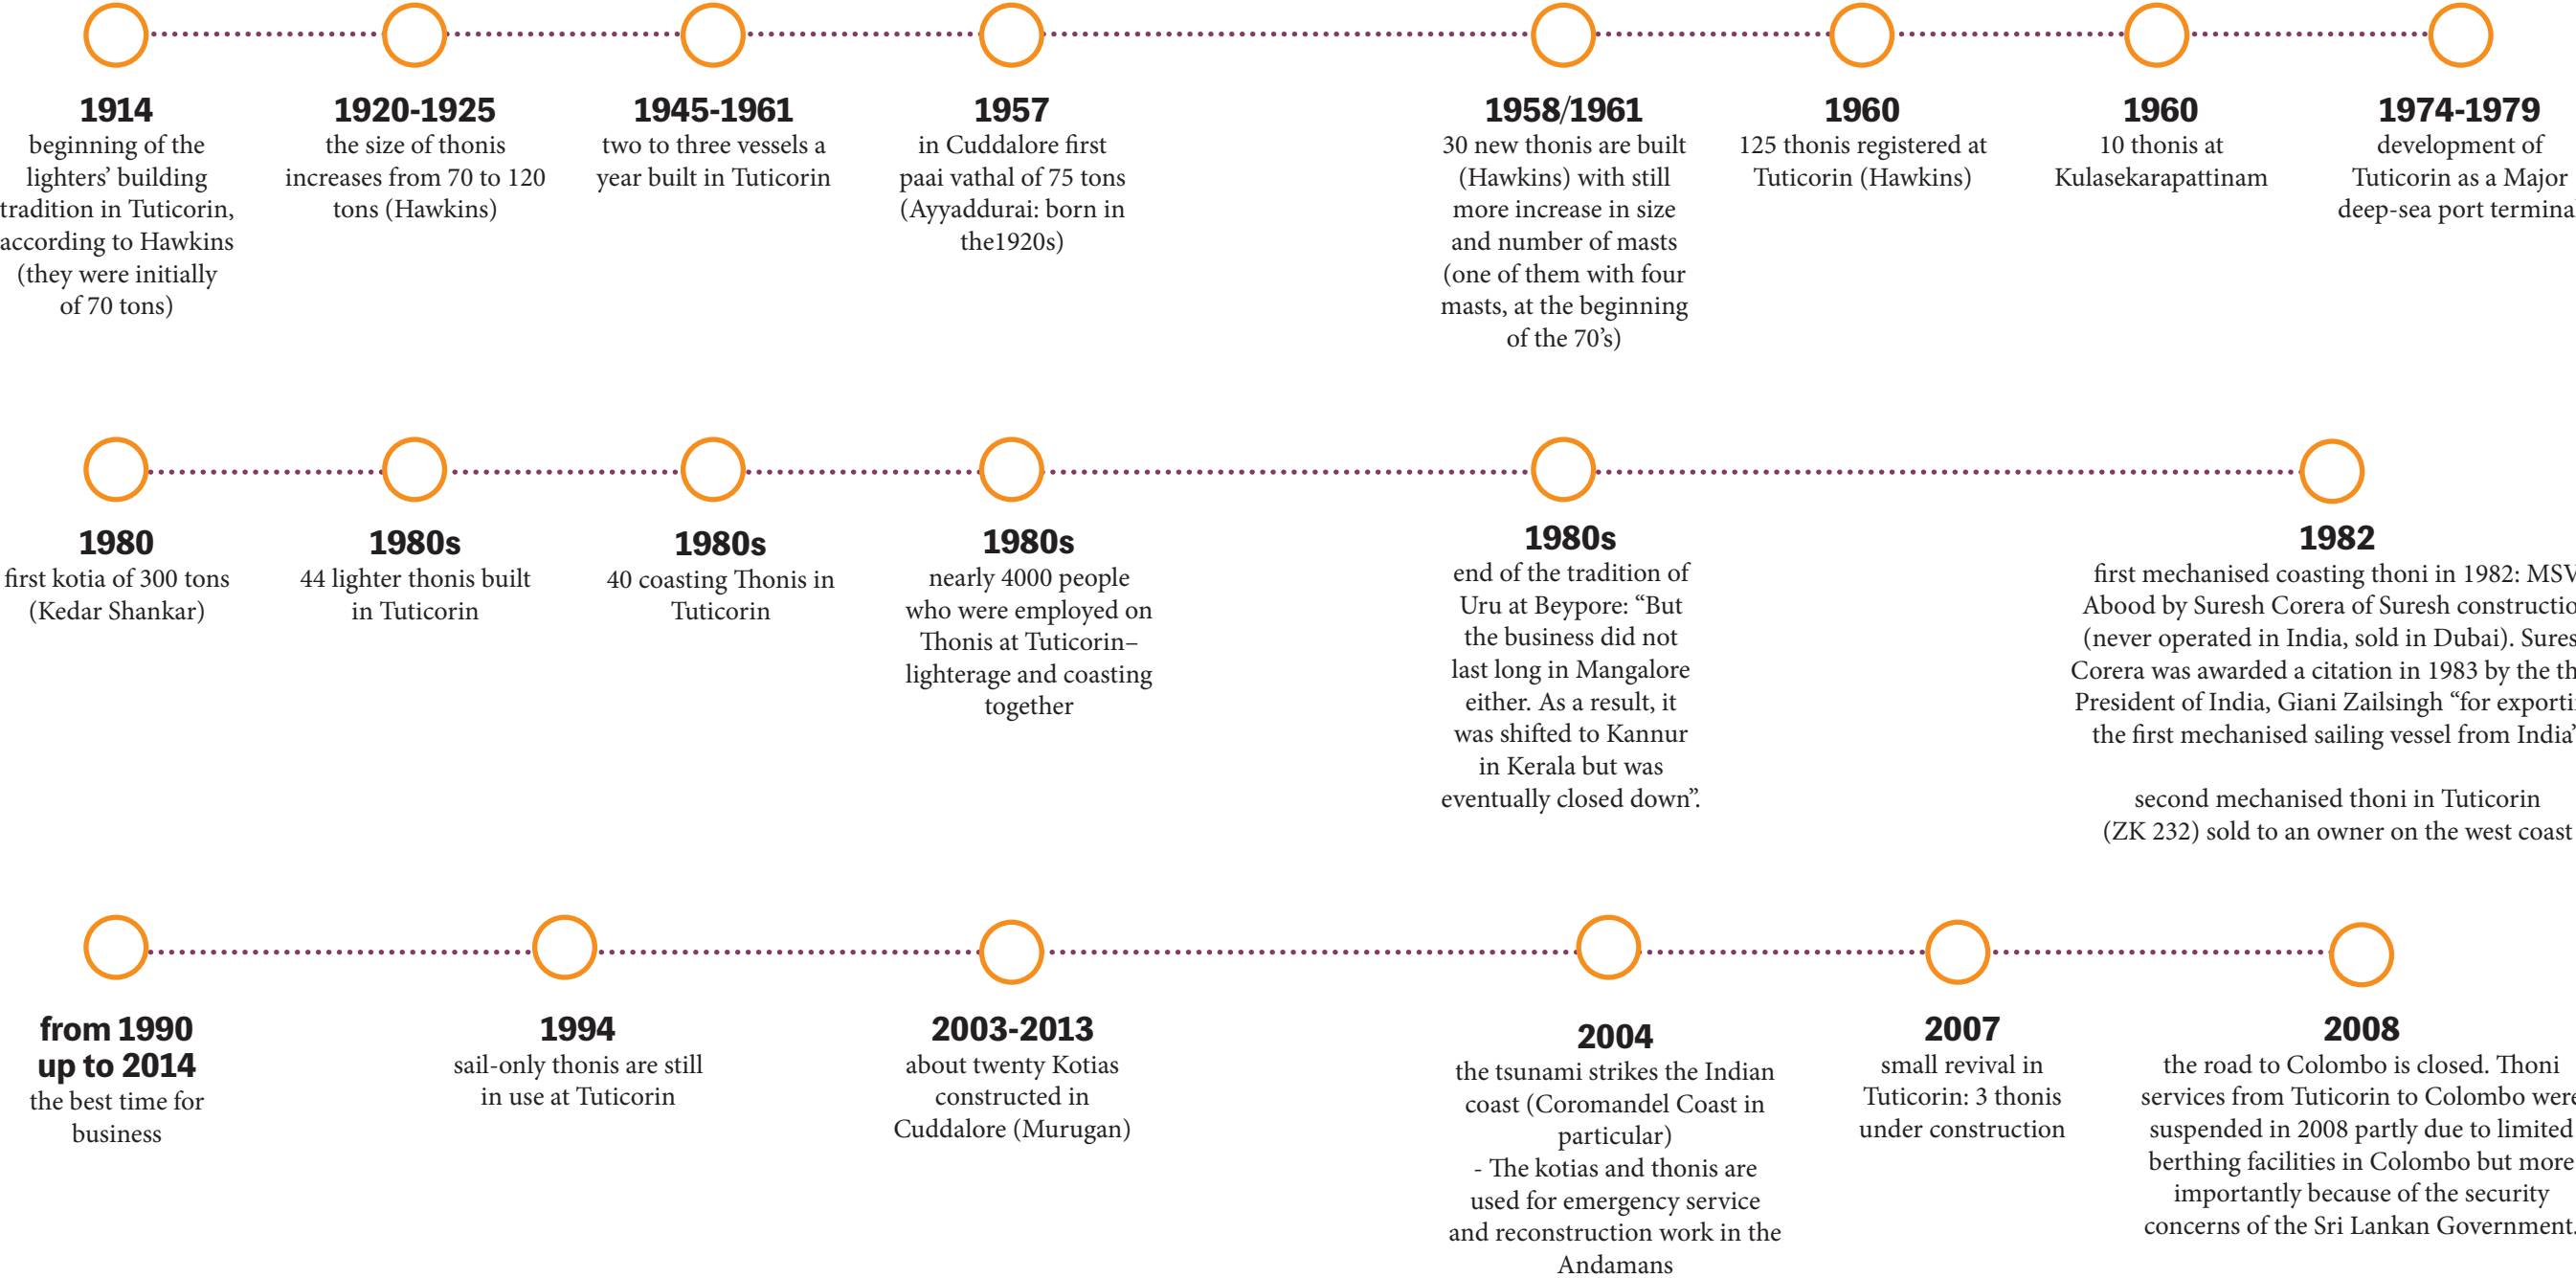 1914
beginning of the
lighters’ building
tradition in Tuticorin,
according to Hawkins
(they were initially
of 70 tons)
1920-1925
the size of thonis
increases from 70 to 120
tons (Hawkins)
1945-1961
two to three vessels a
year built in Tuticorin
1957
in Cuddalore first
paai vathal of 75 tons
(Ayyaddurai: born in
the1920s)
1958/1961
30 new thonis are built
(Hawkins) with still
more increase in size
and number of masts
(one of them with four
masts, at the beginning
of the 70’s)
1960
125 thonis registered at
Tuticorin (Hawkins)
1960
10 thonis at
Kulasekarapattinam
1974-1979
development of
Tuticorin as a Major
deep-sea port
1980
first kotia of 300 tons
(Kedar Shankar)
1980s
44 lighter thonis built
in Tuticorin
1980s
40 coasting Thonis in
Tuticorin
1980s
nearly 4000 people
who were employed on
Thonis at Tuticorin–
lighterage and coasting
together
1980s
end of the tradition of
Uru at Beypore: “But
the business did not
last long in Mangalore
either. As a result, it
was shifted to Kannur
in Kerala but was
eventually closed down”.
1982
first mechanised coasting thoni in 1982: MSV
Abood by Suresh Corera of Suresh
(never operated in India, sold in Dubai).
Corera was awarded a citation in 1983 by the
President of India, Giani Zailsingh “for
the first mechanised sailing vessel from India”
second mechanised thoni in Tuticorin
(ZK 232) sold to an owner on the west coast
from 1990
up to 2014
the best time for
business
1994
sail-only thonis are still
in use at Tuticorin
2003-2013
about twenty Kotias
constructed in
Cuddalore (Murugan)
2004
the tsunami strikes the Indian
coast (Coromandel Coast in
particular)
- The kotias and thonis are
used for emergency service
and reconstruction work in the
Andamans
2007
small revival in
Tuticorin: 3 thonis
under construction
2008
the road to Colombo is closed. Thoni
services from Tuticorin to Colombo were
suspended in 2008 partly due to limited
berthing facilities in Colombo but more
importantly because of the security
concerns of the Sri Lankan Government.